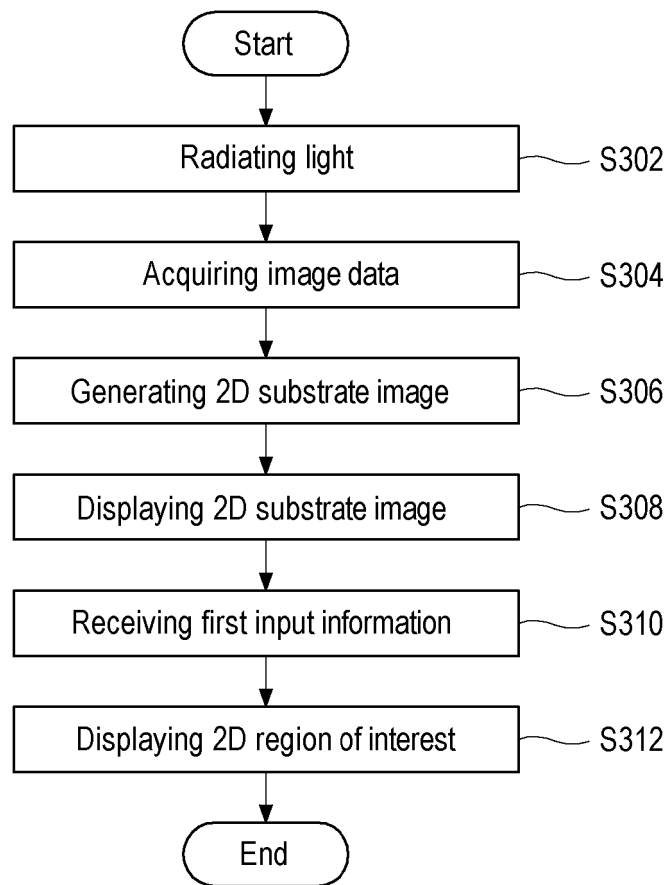 Start
Radiating light
S302
Acquiring image data
S304
Generating 2D substrate image
S306
Displaying 2D substrate image
S308
Receiving first input information
S310
Displaying 2D region of interest
S312
End